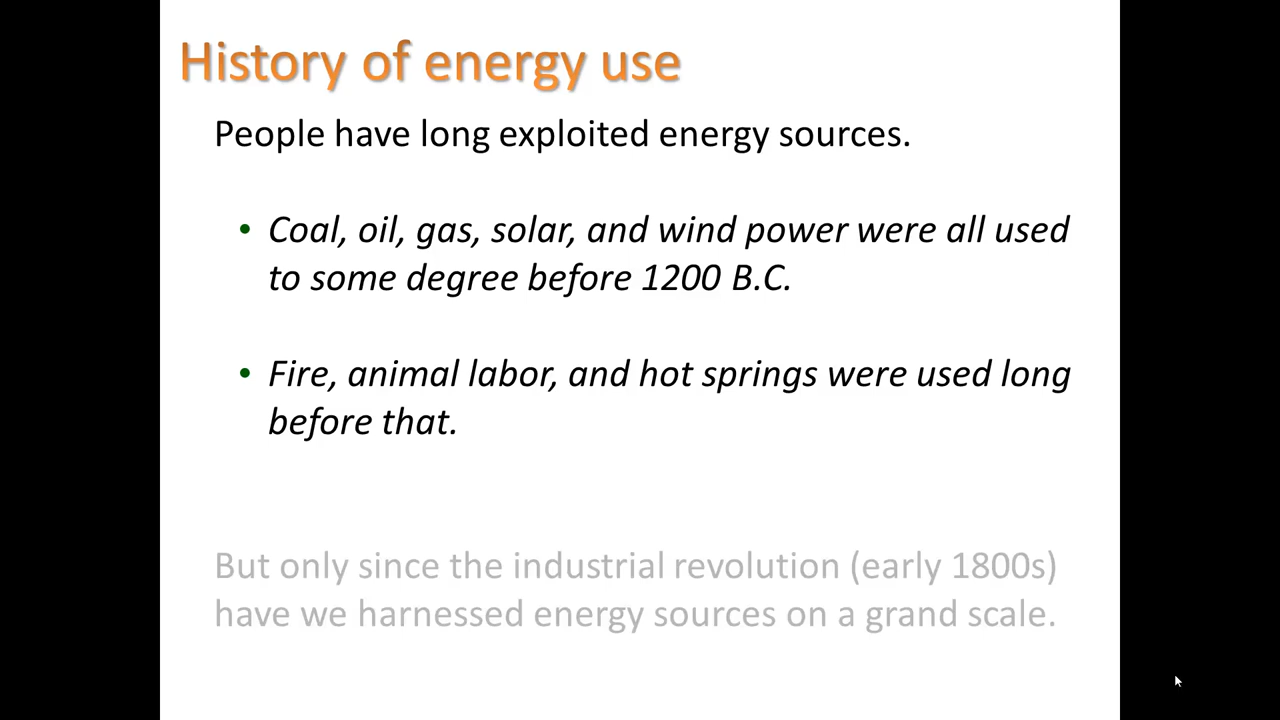 History of energy use
People have long exploited energy sources.
• Coal, oil, gas, solar, and wind power were all used
to some degree before 1200 B.C.
• Fire, animal labor, and hot springs were used long
before that.
But only since the industrial revolution (early 1800s)
have we harnessed energy sources on a grand scale.